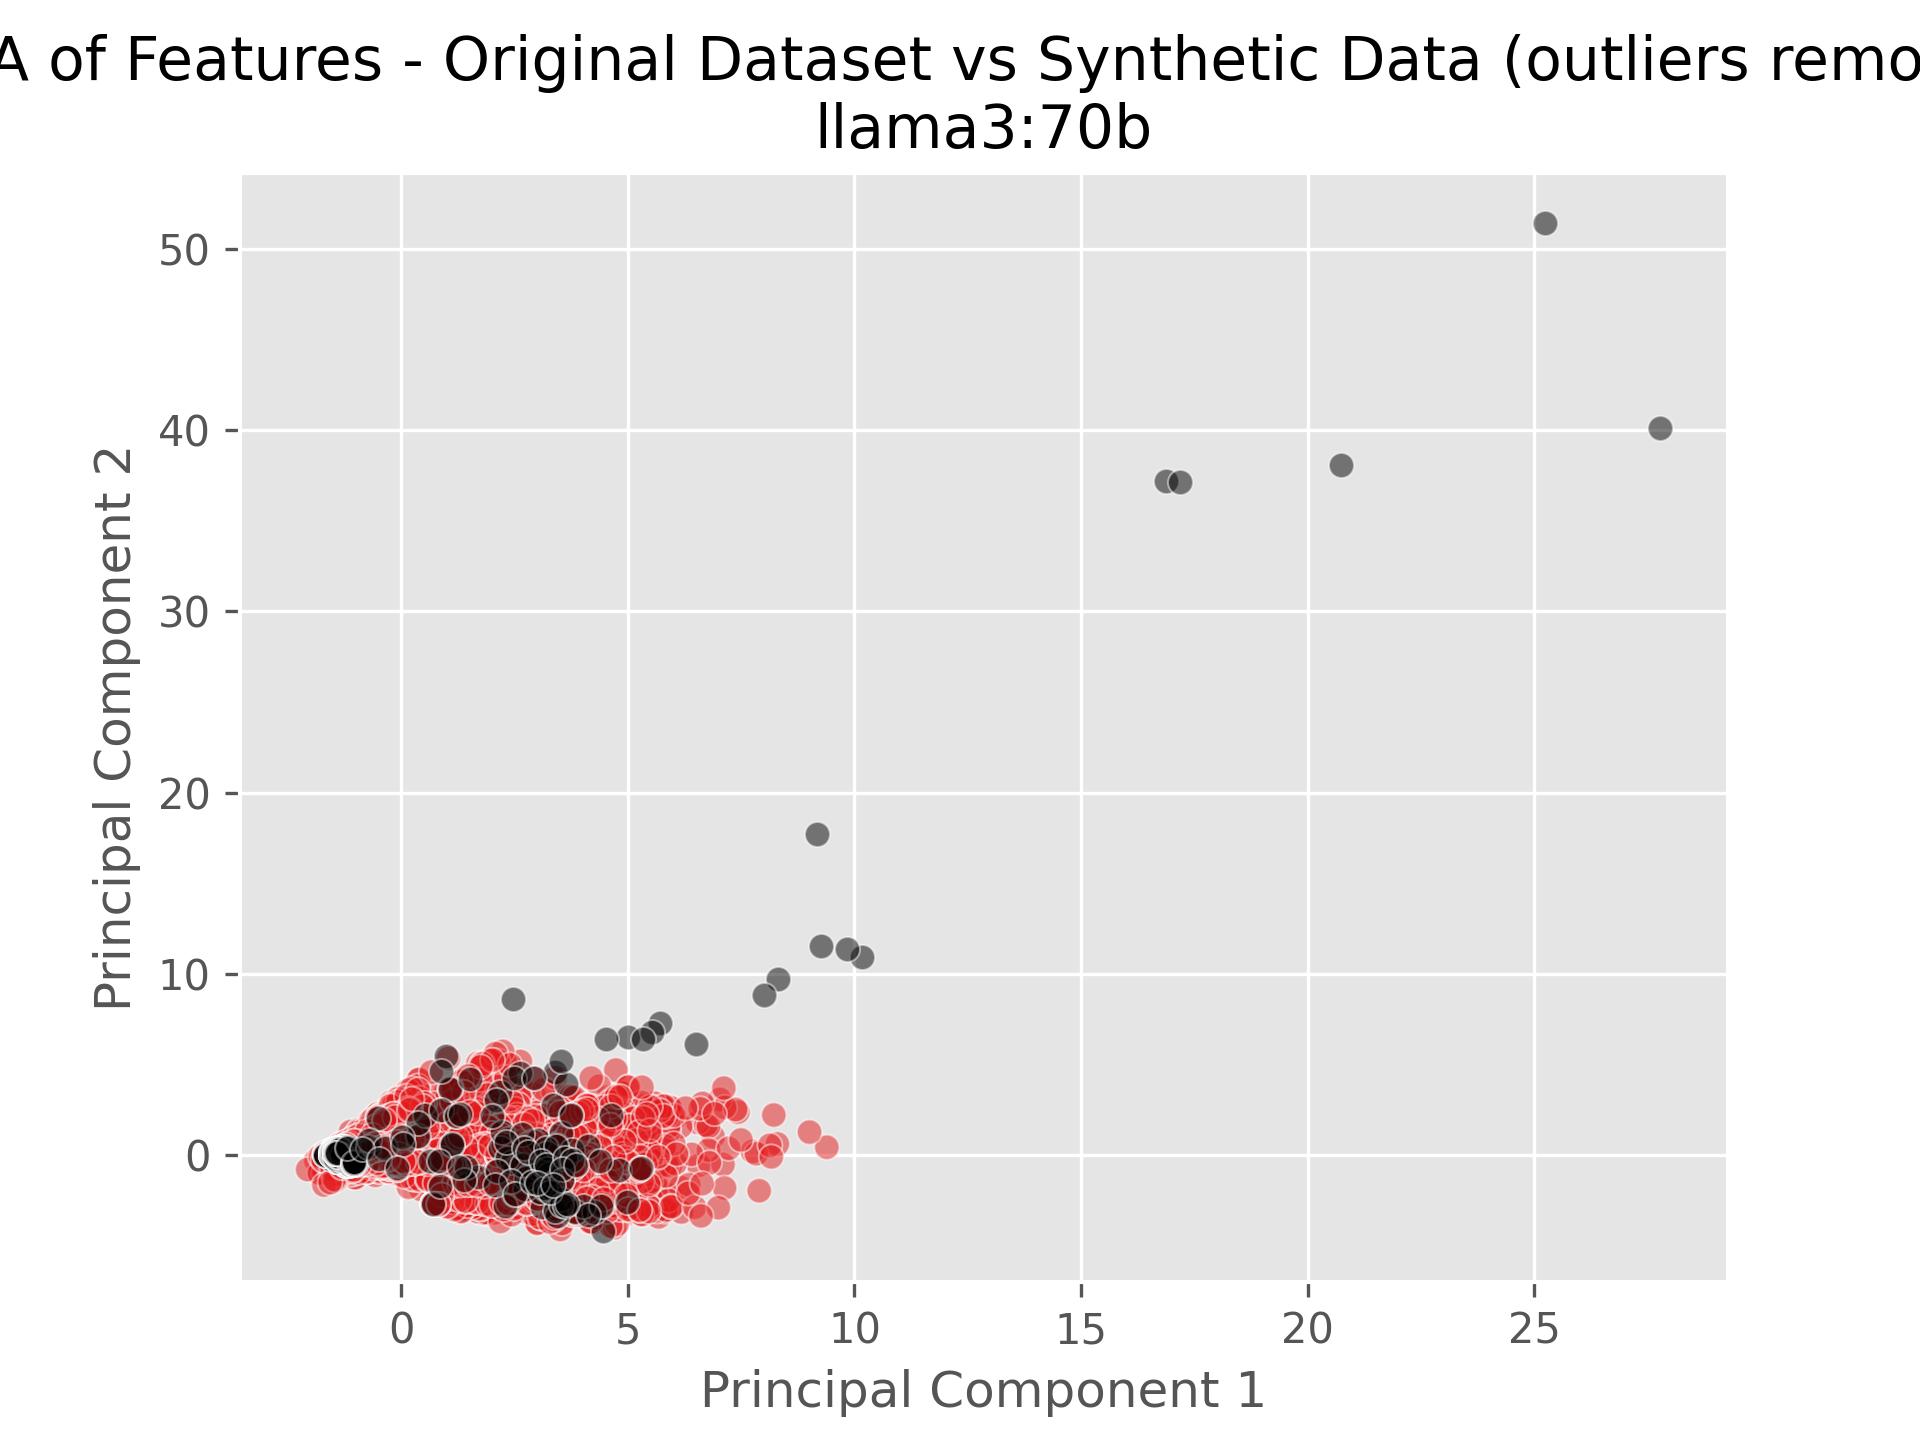 A of Features - Original Dataset vs Synthetic Data (outliers remo
llama3:70b
50
40
30
20
10
0
Principal Component 2
0 5 10 15 20 25
Principal Component 1